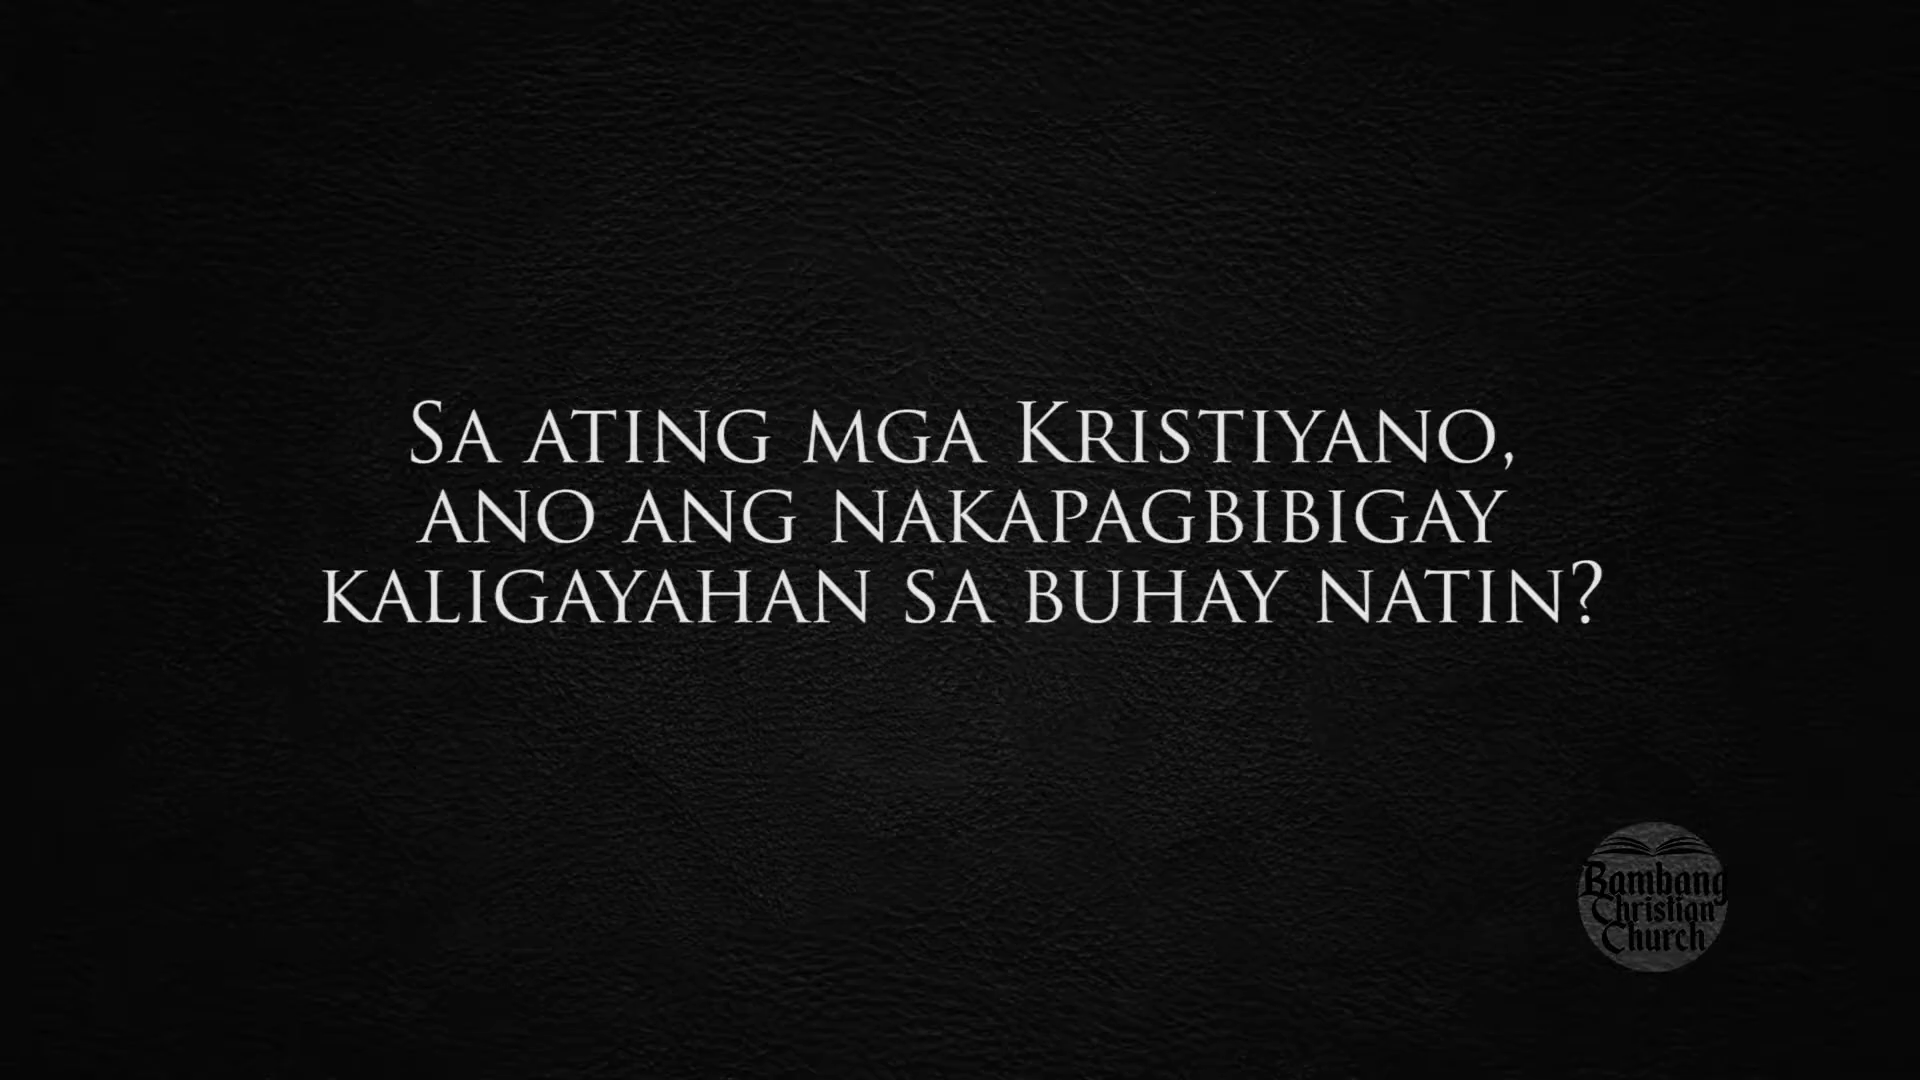 Sa ating mga Kristiyano,
ano ang nakapagbibigay
kaligayahan sa buhay natin?
Bambang
Christian
Church